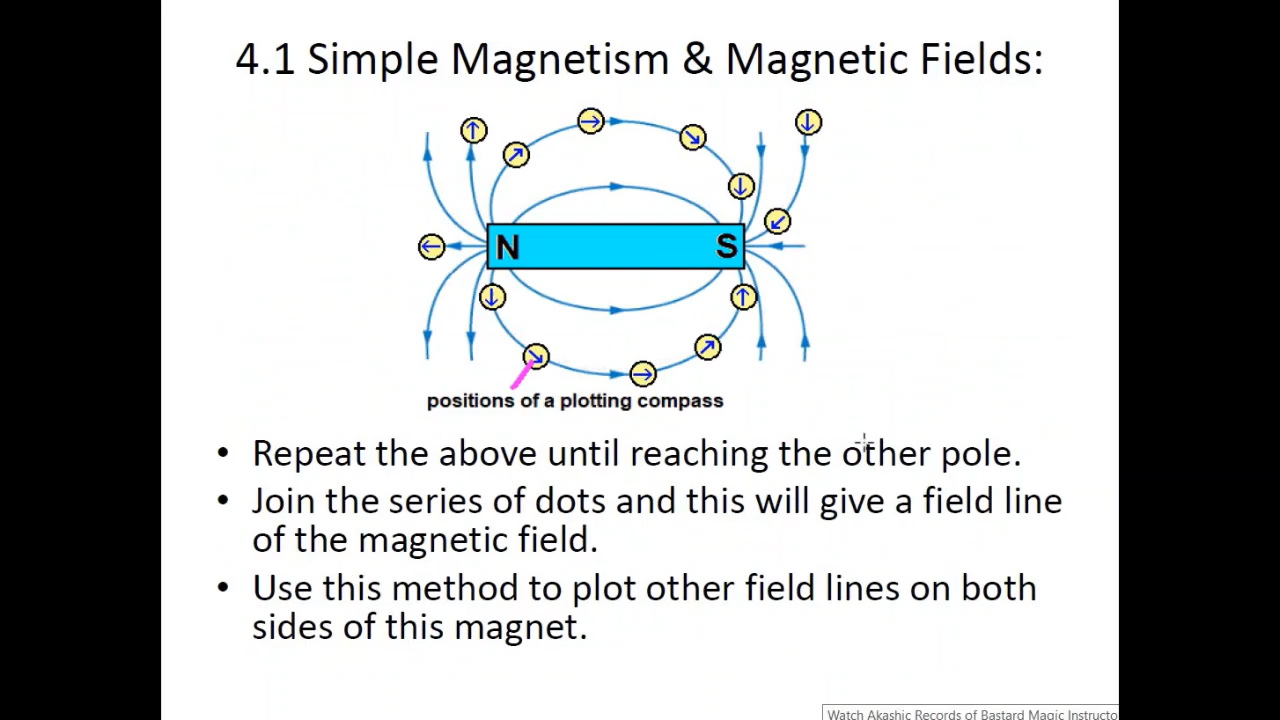 4.1 Simple Magnetism & Magnetic Fields:
N
S
positions of a plotting compass
• Repeat the above until reaching the other pole.
• Join the series of dots and this will give a field line
of the magnetic field.
• Use this method to plot other field lines on both
sides of this magnet.
Watch Akashic Records of Bastard Magic Instructo